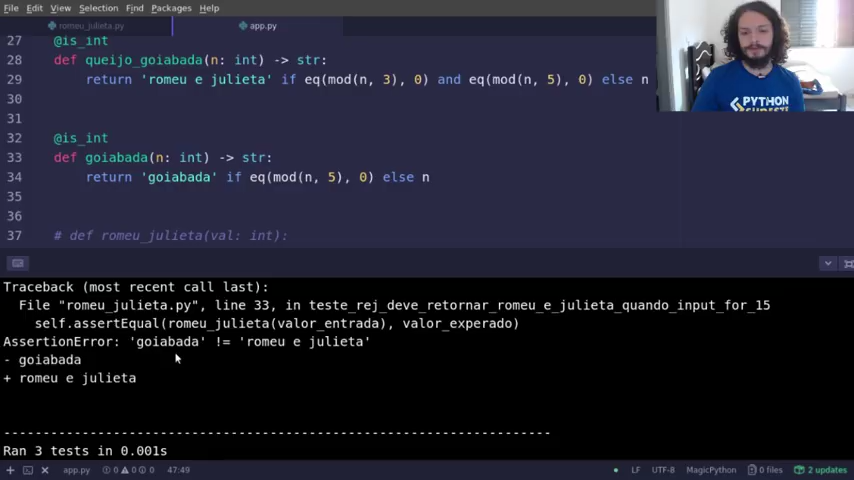 File Edit View Selection Find Packages Help
romeu_julieta.py
app.py
27 @is_int
28 def queijo_goiabada(n: int) -> str:
29 return 'romeu e julieta' if eq(mod(n, 3), 0) and eq(mod(n, 5), 0) else n
30
31
32 @is_int
33 def goiabada(n: int) -> str:
34 return 'goiabada' if eq(mod(n, 5), 0) else n
35
36
37 # def romeu_julieta(val: int):
PYTHON
Traceback (most recent call last):
File "romeu_julieta.py", line 33, in teste_rej_deve_retornar_romeu_e_julieta_quando_input_for_15
self.assertEqual(romeu_julieta(valor_entrada), valor_experado)
AssertionError: 'goiabada' != 'romeu e julieta'
- goiabada
+ romeu e julieta
----------------------------------------------------------------------
Ran 3 tests in 0.001s
app.py 0 0 0 47:49 LF UTF-8 MagicPython 0 files 2 updates